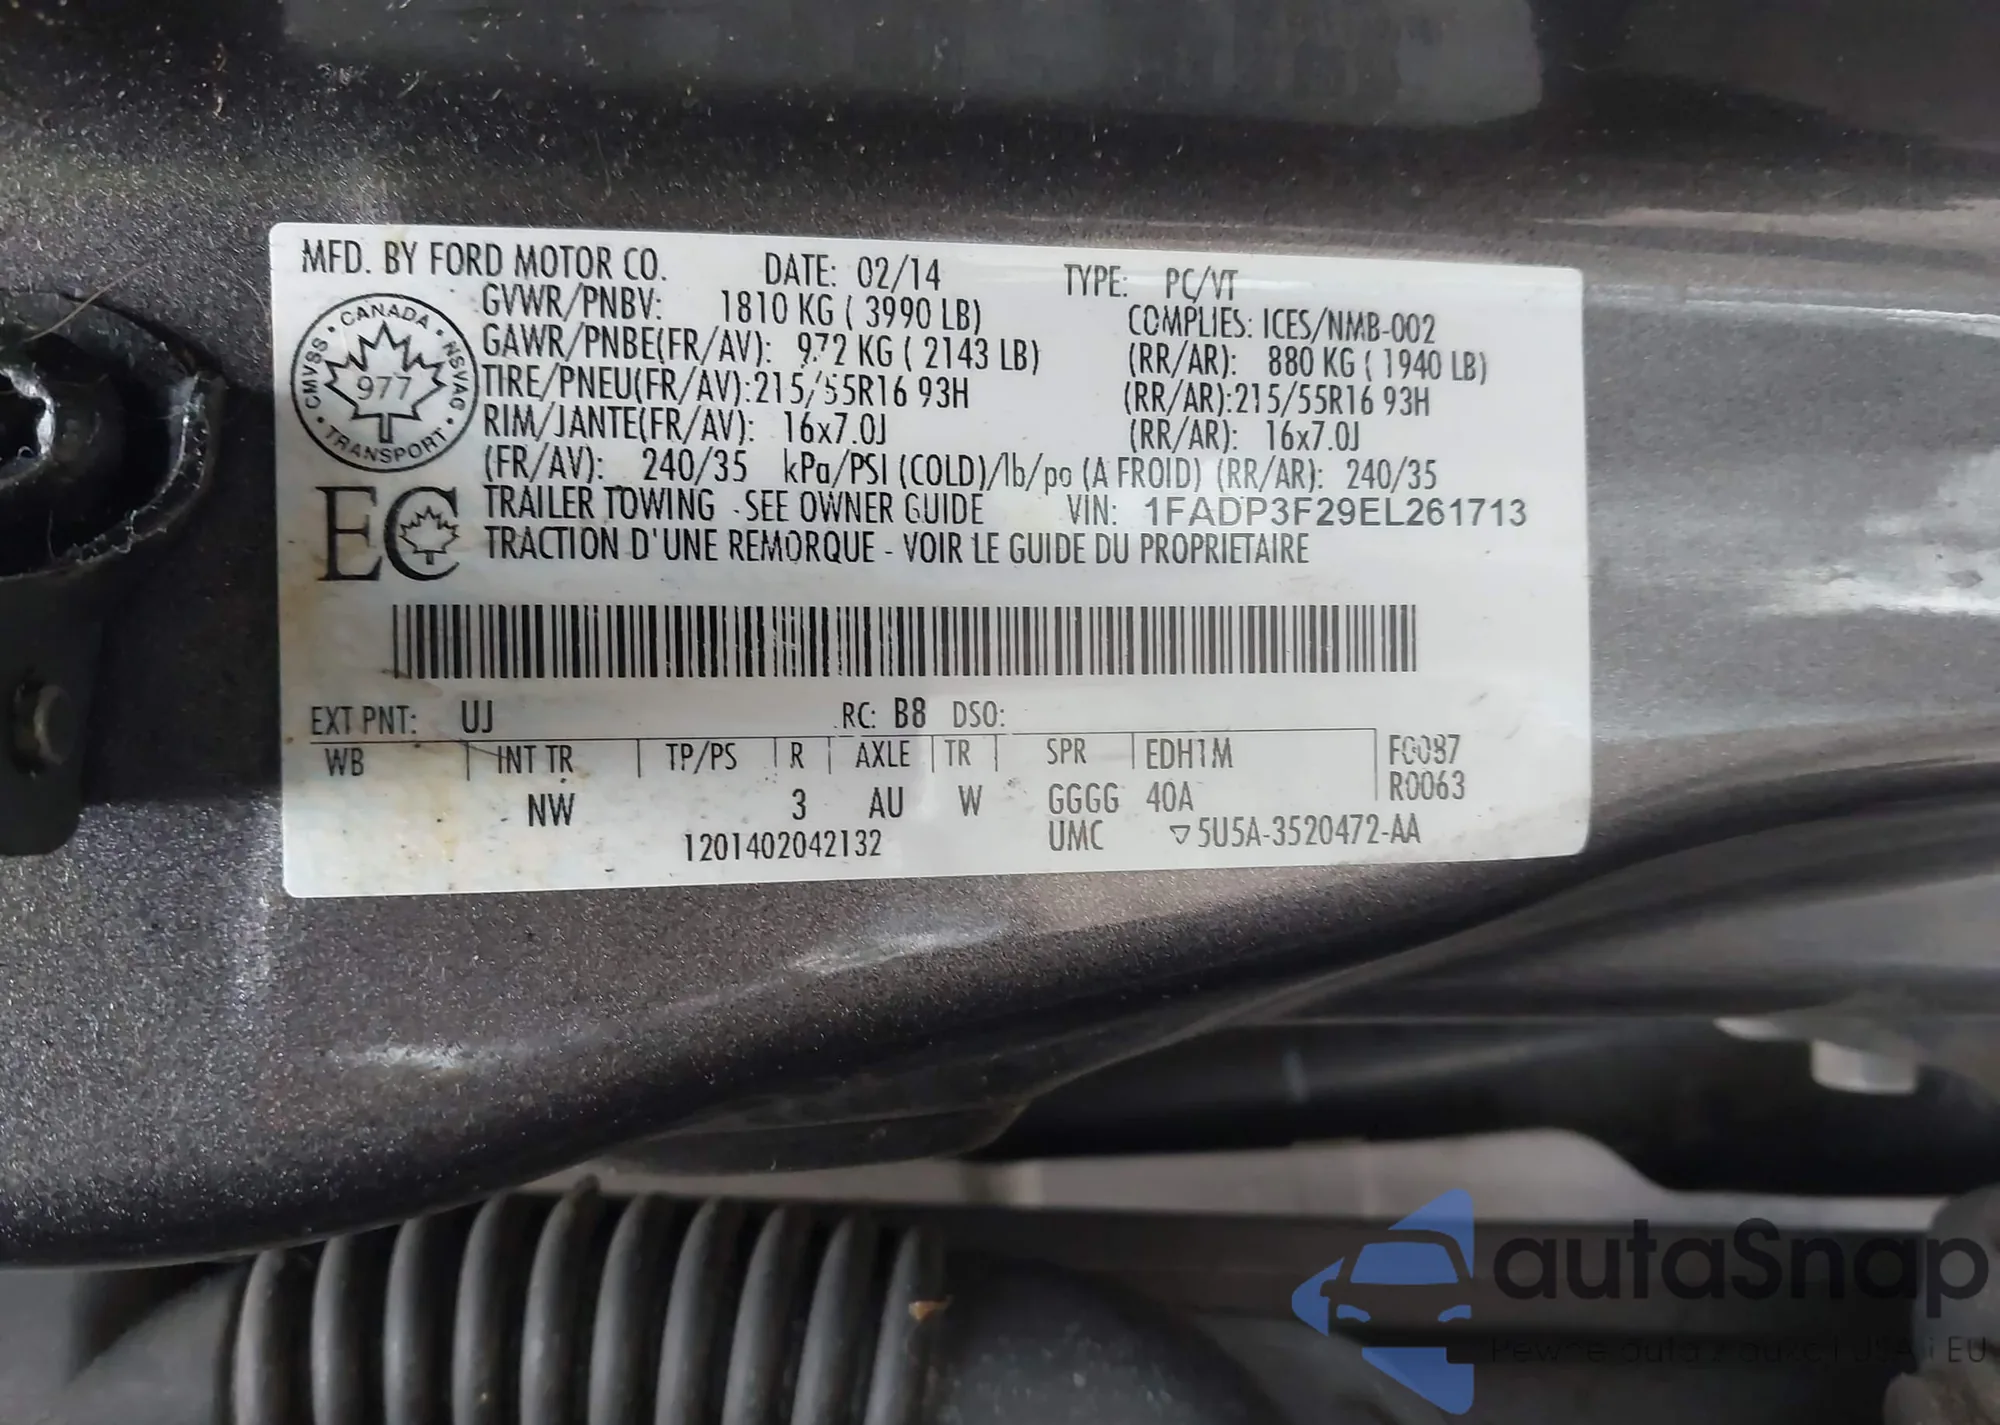 MFD. BY FORD MOTOR CO. DATE: 02/14 TYPE: PC/VT
GVWR/PNBV: 1810 KG ( 3990 LB) COMPLIES: ICES/NMB-002
GAWR/PNBE(FR/AV): 972 KG ( 2143 LB) (RR/AR): 880 KG ( 1940 LB)
TIRE/PNEU(FR/AV):215/55R16 93H (RR/AR):215/55R16 93H
RIM/JANTE(FR/AV): 16x7.0J (RR/AR): 16x7.0J
(FR/AV): 240/35 kPa/PSI (COLD)/lb/po (A FROID) (RR/AR): 240/35
TRAILER TOWING - SEE OWNER GUIDE VIN: 1FADP3F29EL261713
TRACTION D'UNE REMORQUE - VOIR LE GUIDE DU PROPRIETAIRE
CANADA · NSVAC · TRANSPORT · CMVSS ·
977
EC
EXT PNT: UJ RC: B8 DSO:
WB | INT TR | TP/PS | R | AXLE | TR | SPR | EDH1M F0087
NW 3 AU W GGGG 40A R0063
1201402042132 UMC ▽5U5A-3520472-AA
autaSnap
Pewne auta z aukcji USA i EU